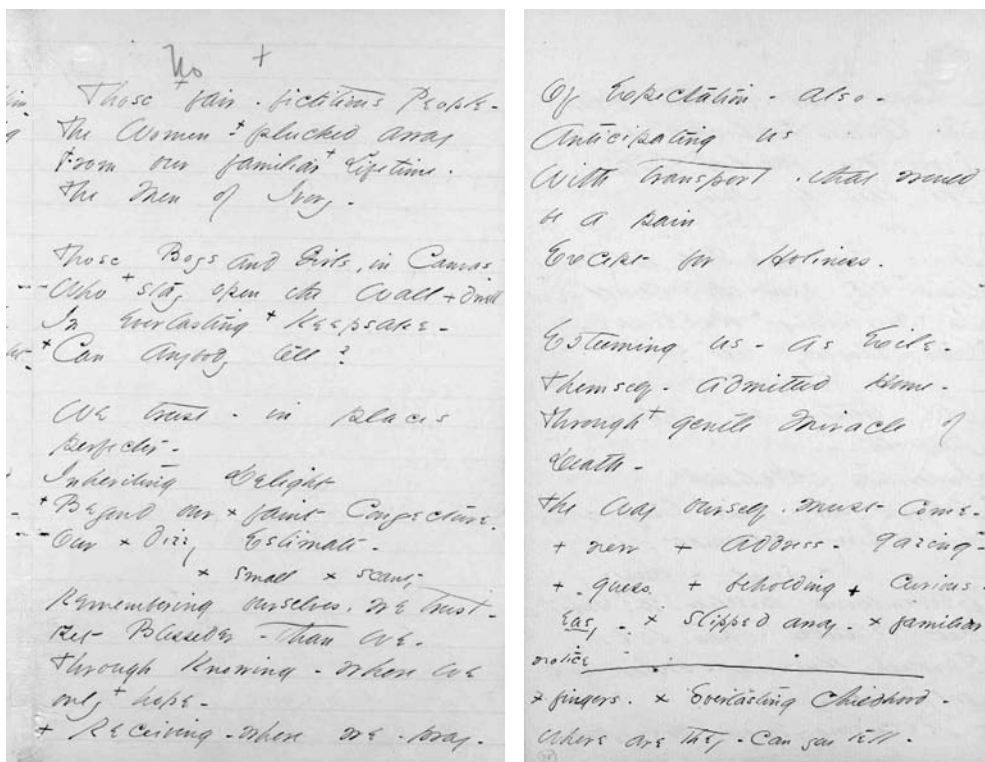 No +
Those + fair - fictitious People -
The Women + plucked away
From our familiar + Lifetime -
The Men of Ivory -
Those Boys and Girls, in Canvas
Who + stay open the Wall + dwell
In Everlasting + Keepsake -
+ Can Anybody tell ?
We trust - in places
perfecter -
Inheriting Delight
+ Beyond our + faint Conjecture
Our + dizzy Estimate -
+ small + scanty
Remembering ourselves - we trust -
Yet Blesseder - than We -
Through Knowing - where We
only + hope -
+ Receiving - where we - pray -
Of Expectation - also -
Anticipating us
With transport - that would
be a pain
Except for Holiness -
Esteeming us - as Exile
Themself - admitted Home -
Through + gentle Miracle of
Death -
The Way ourself - must come -
+ new + Address - gazing -
+ guess + beholding + Curious
Easy - + slipped away - + familiar
notice
+ fingers - + Everlasting Childhood -
Where are they - Can you tell -